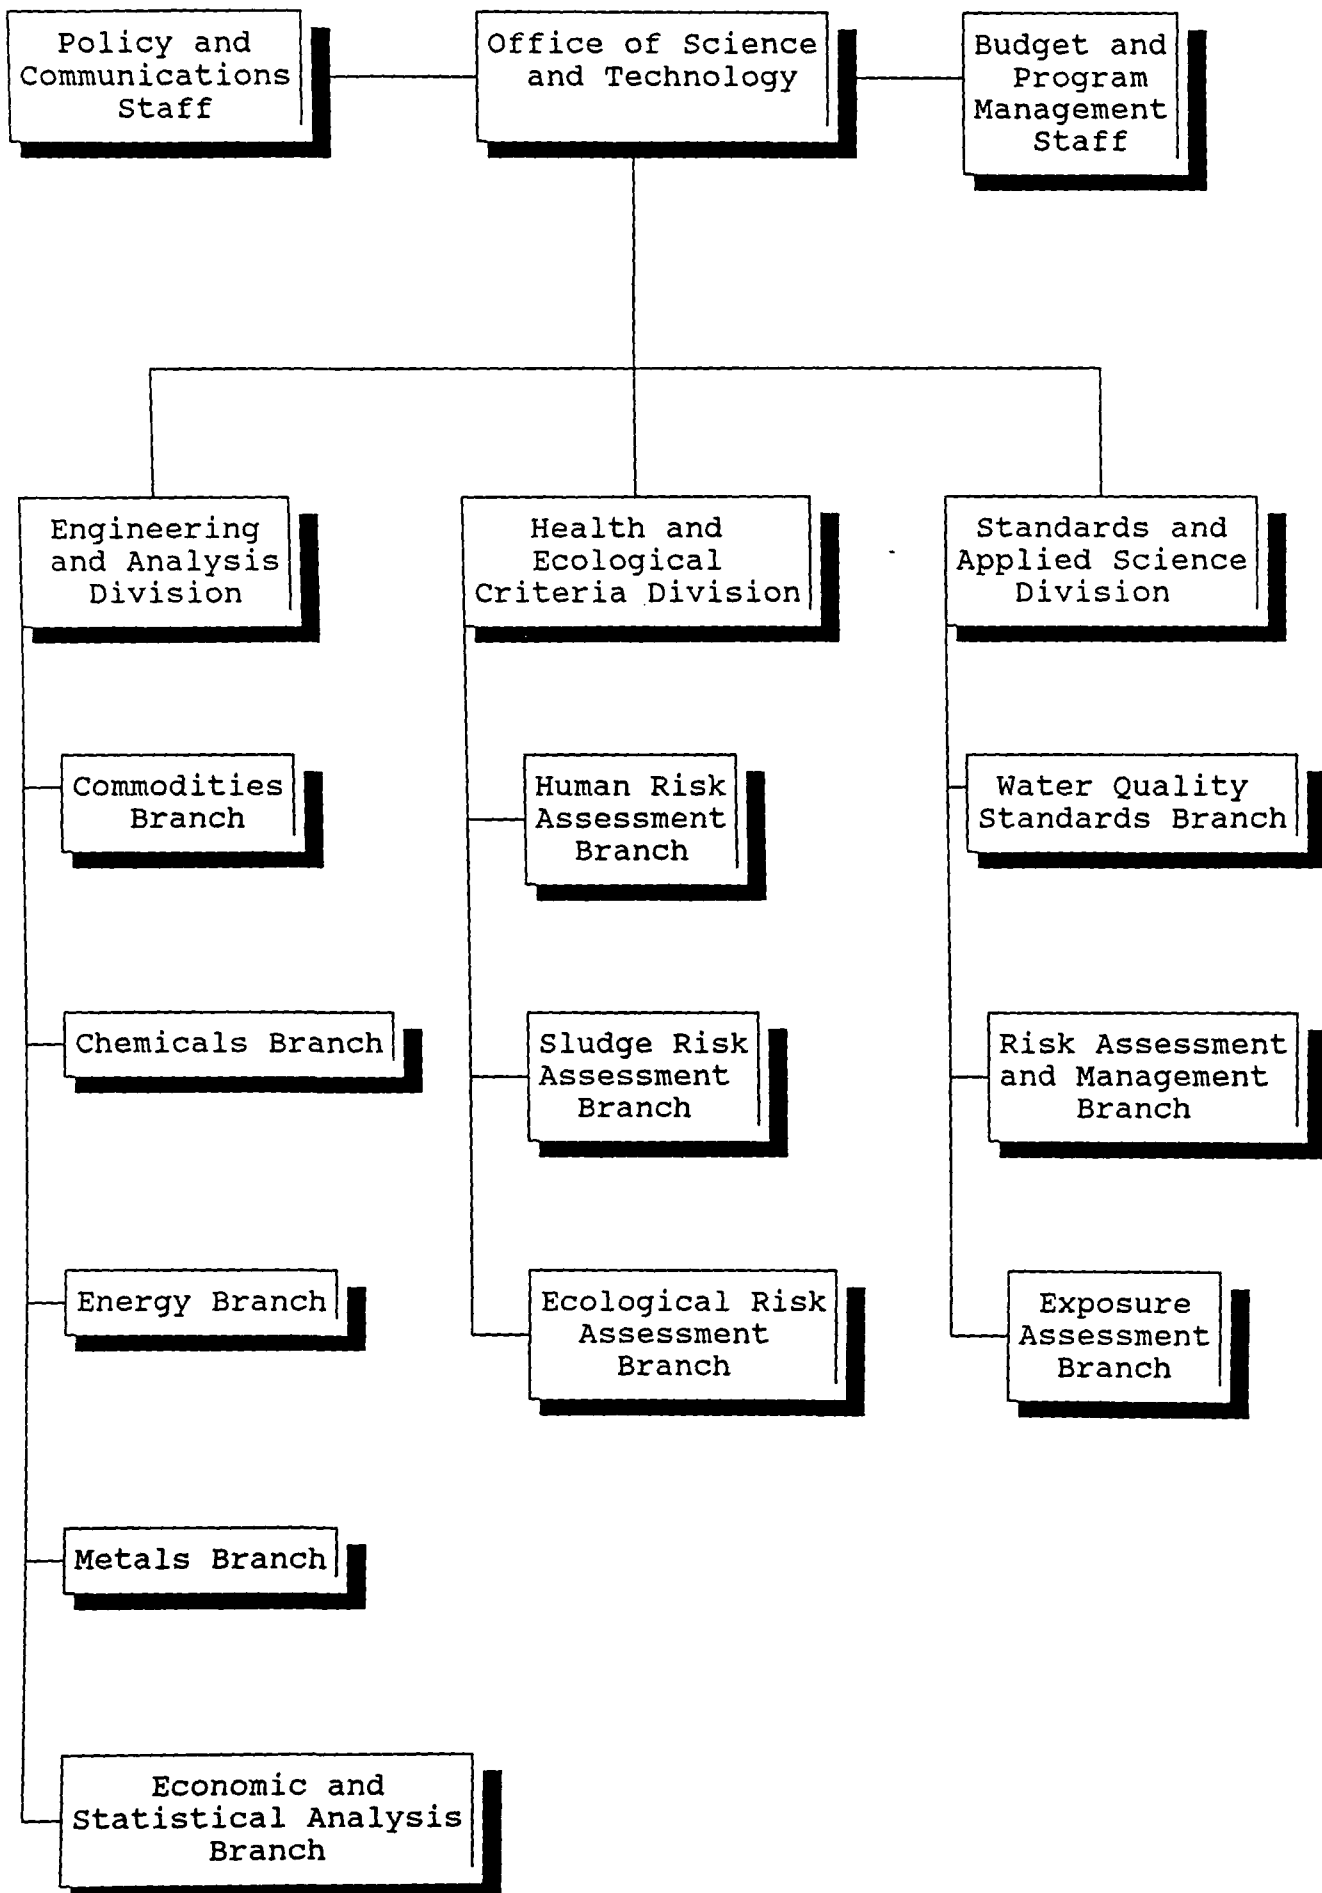 Policy and
Communications
Staff
Office of Science
and Technology
Budget and
Program
Management
Staff
Engineering
and Analysis
Division
Health and
Ecological
Criteria Division
Standards and
Applied Science
Division
Commodities
Branch
Human Risk
Assessment
Branch
Water Quality
Standards Branch
Chemicals Branch
Sludge Risk
Assessment
Branch
Risk Assessment
and Management
Branch
Energy Branch
Ecological Risk
Assessment
Branch
Exposure
Assessment
Branch
Metals Branch
Economic and
Statistical Analysis
Branch